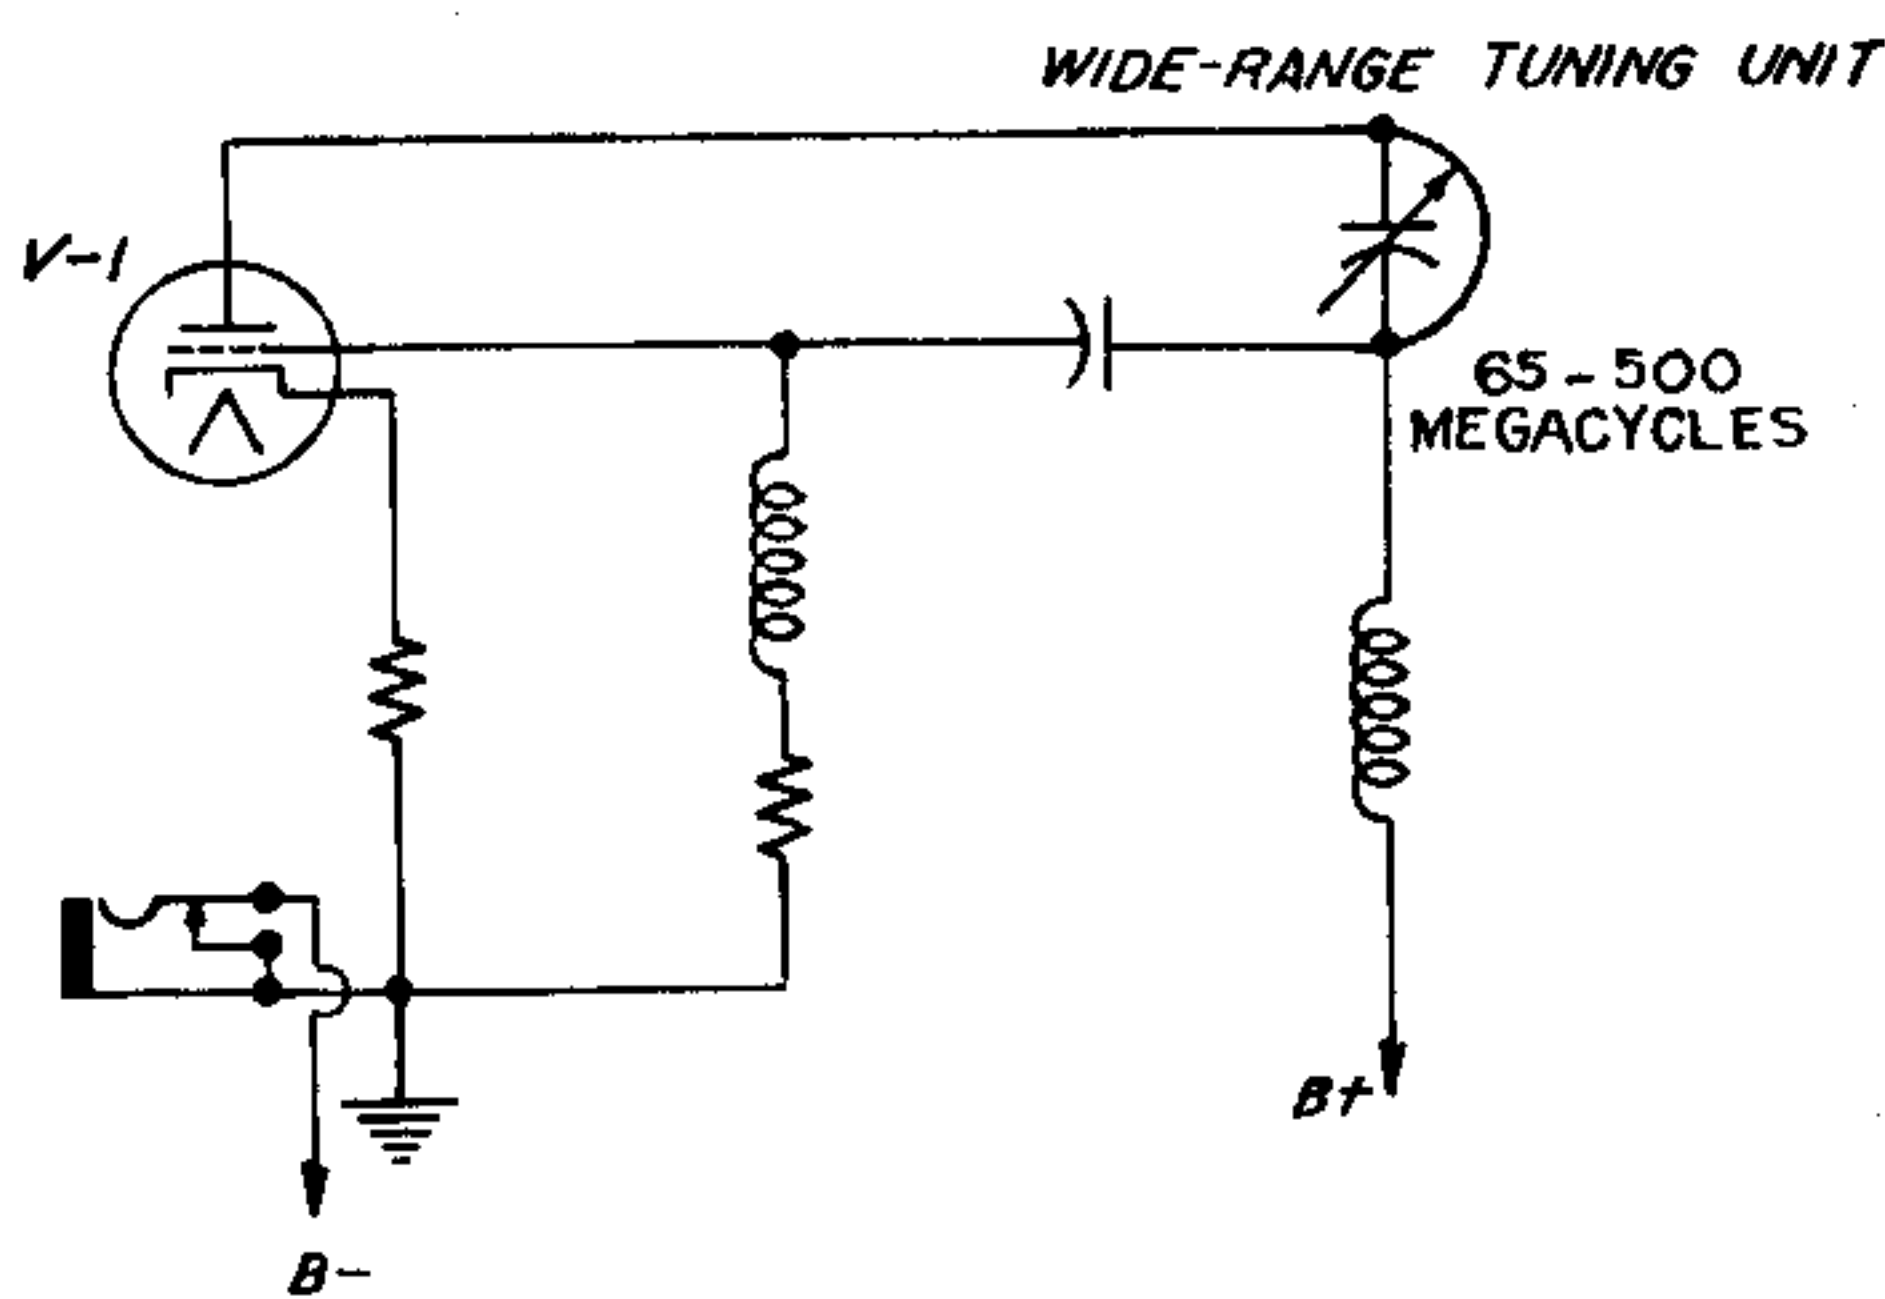 WIDE-RANGE TUNING UNIT
V-1
65-500
MEGACYCLES
B+
B-